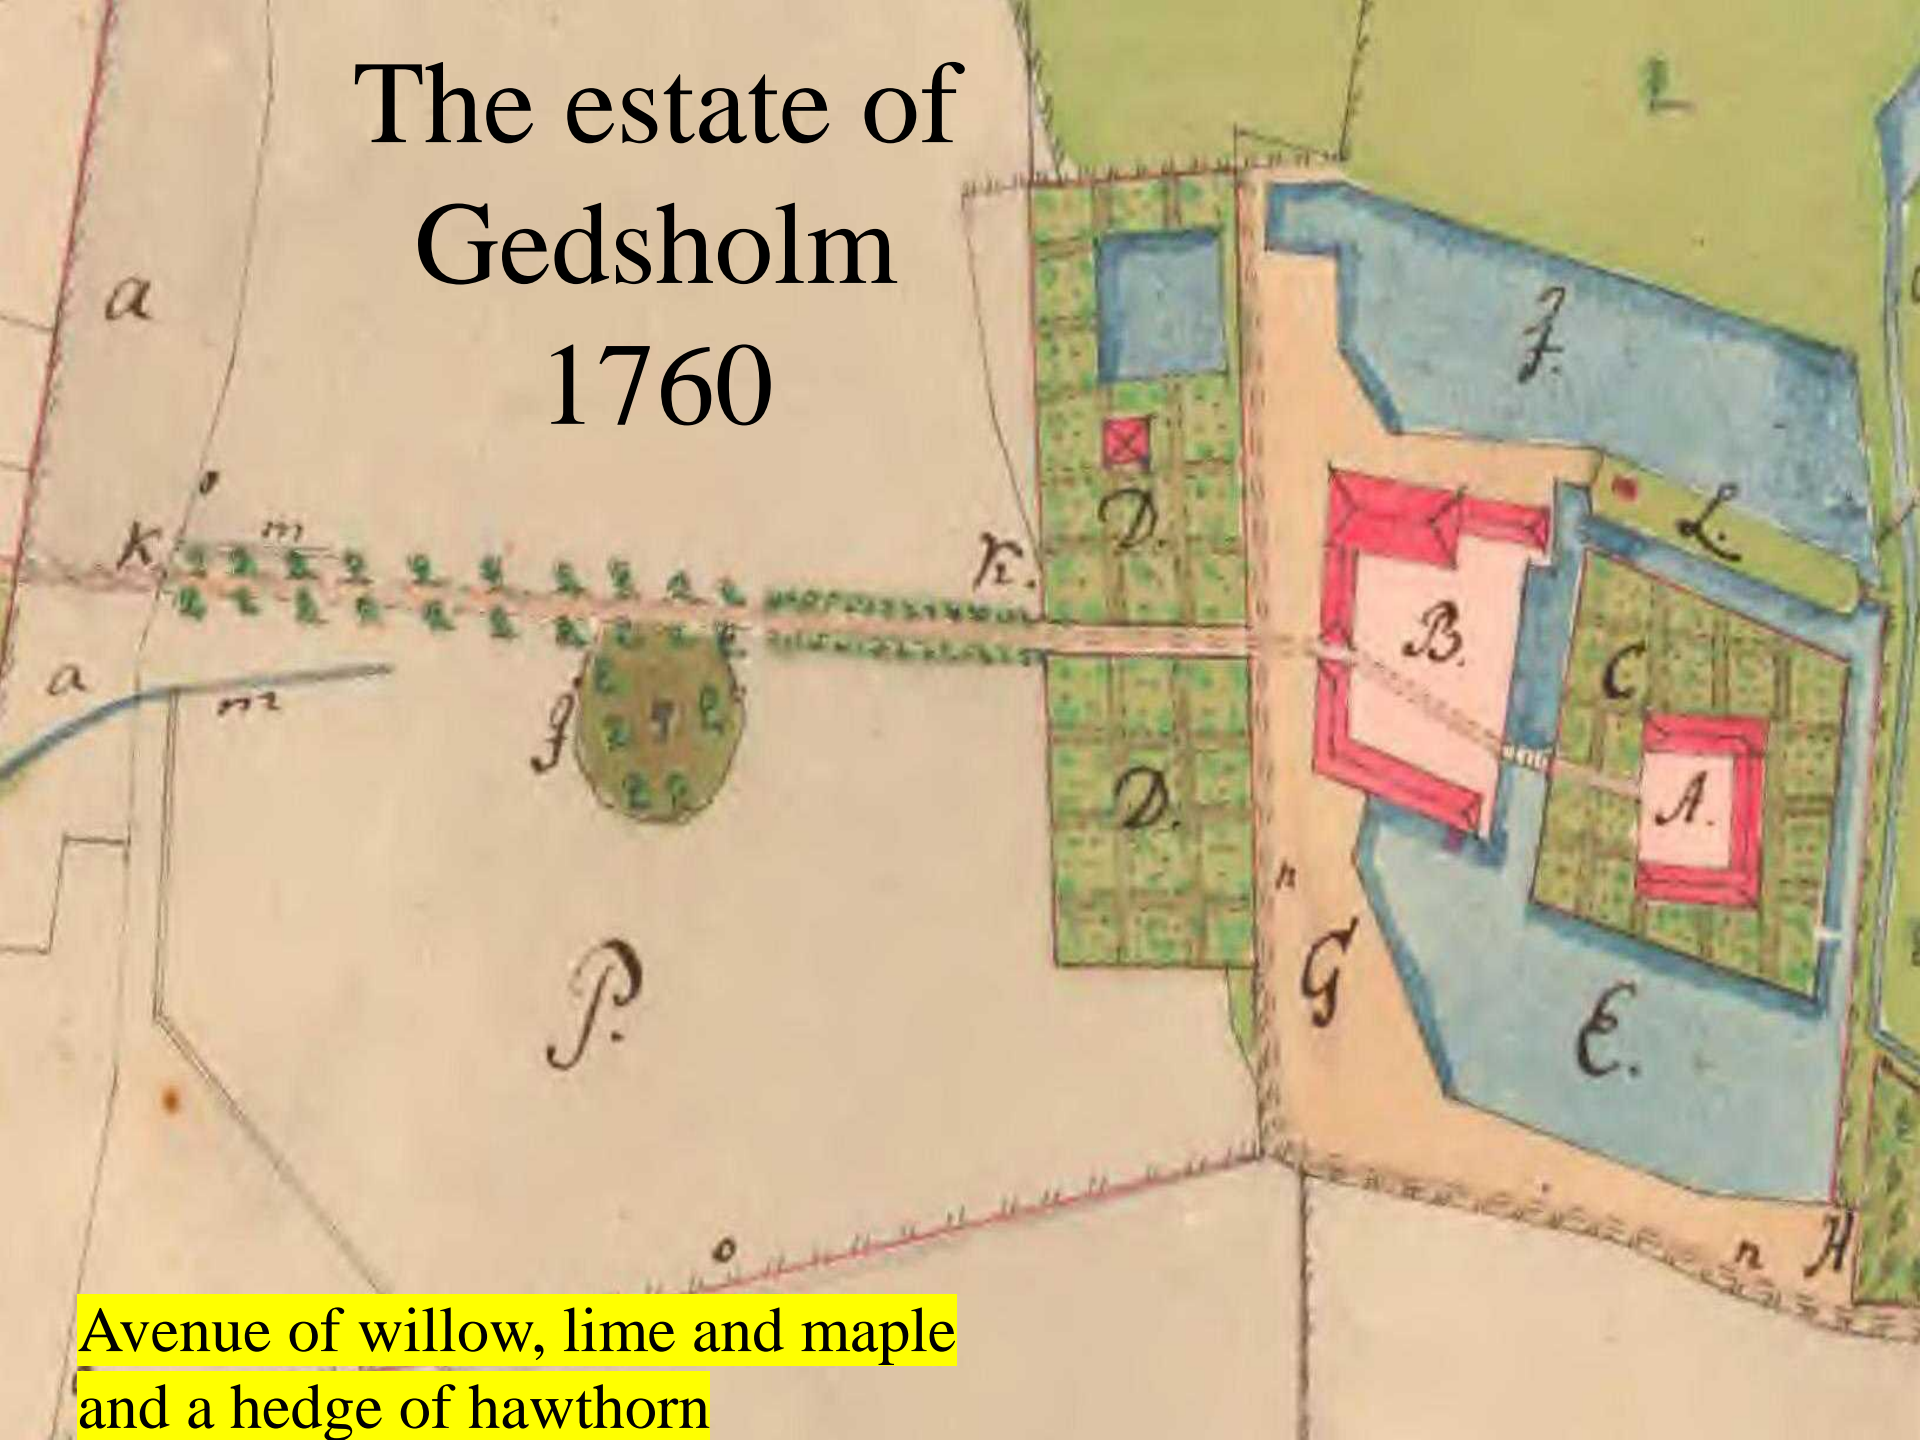 The estate of
Gedsholm
1760
L
a
J.
o
K.
m
K.
D.
L.
B.
C
a
m
J
D.
A.
n
P.
G
E.
o
n
H
Avenue of willow, lime and maple
and a hedge of hawthorn